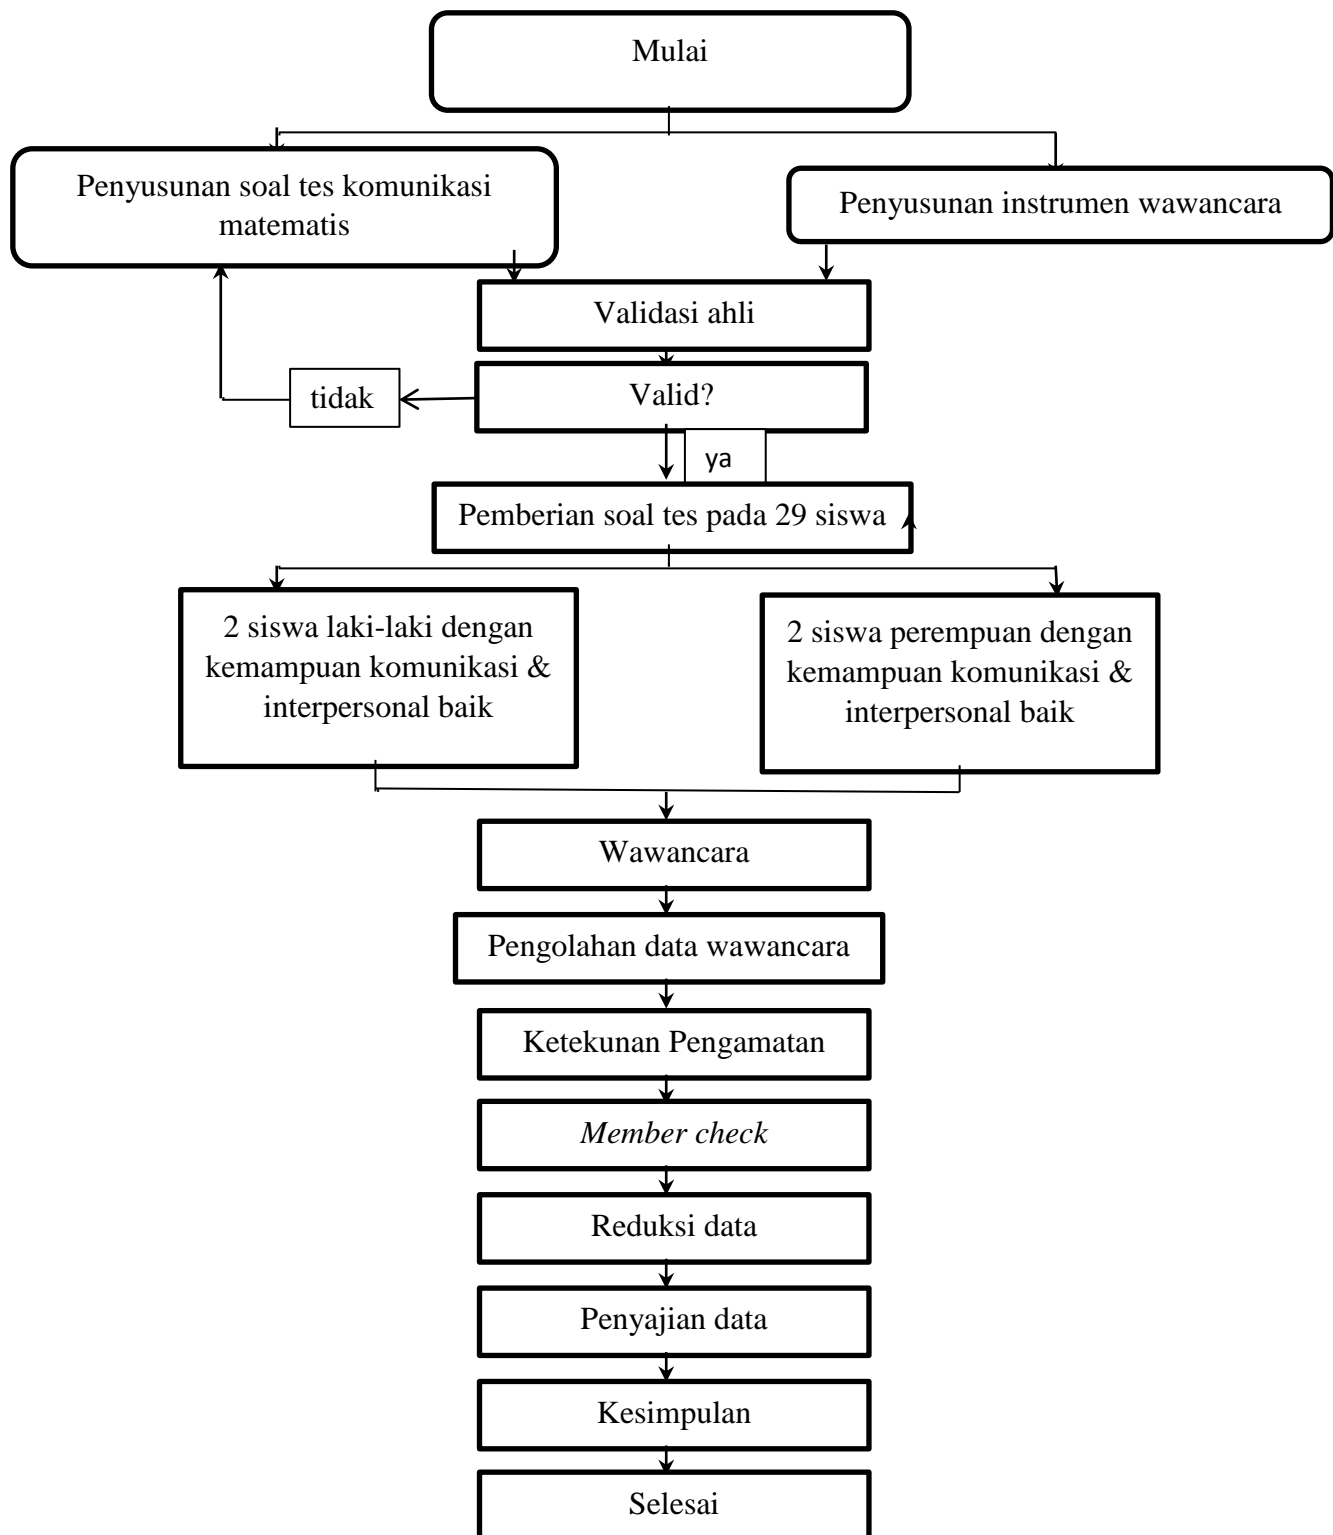 Mulai
Penyusunan soal tes komunikasi
matematis
Penyusunan instrumen wawancara
Validasi ahli
Valid?
tidak
ya
Pemberian soal tes pada 29 siswa
2 siswa laki-laki dengan
kemampuan komunikasi &
interpersonal baik
2 siswa perempuan dengan
kemampuan komunikasi &
interpersonal baik
Wawancara
Pengolahan data wawancara
Ketekunan Pengamatan
Member check
Reduksi data
Penyajian data
Kesimpulan
Selesai